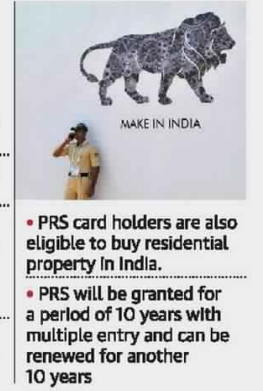 MAKE IN INDIA
• PRS card holders are also
eligible to buy residential
property in India.
• PRS will be granted for
a period of 10 years with
multiple entry and can be
renewed for another
10 years